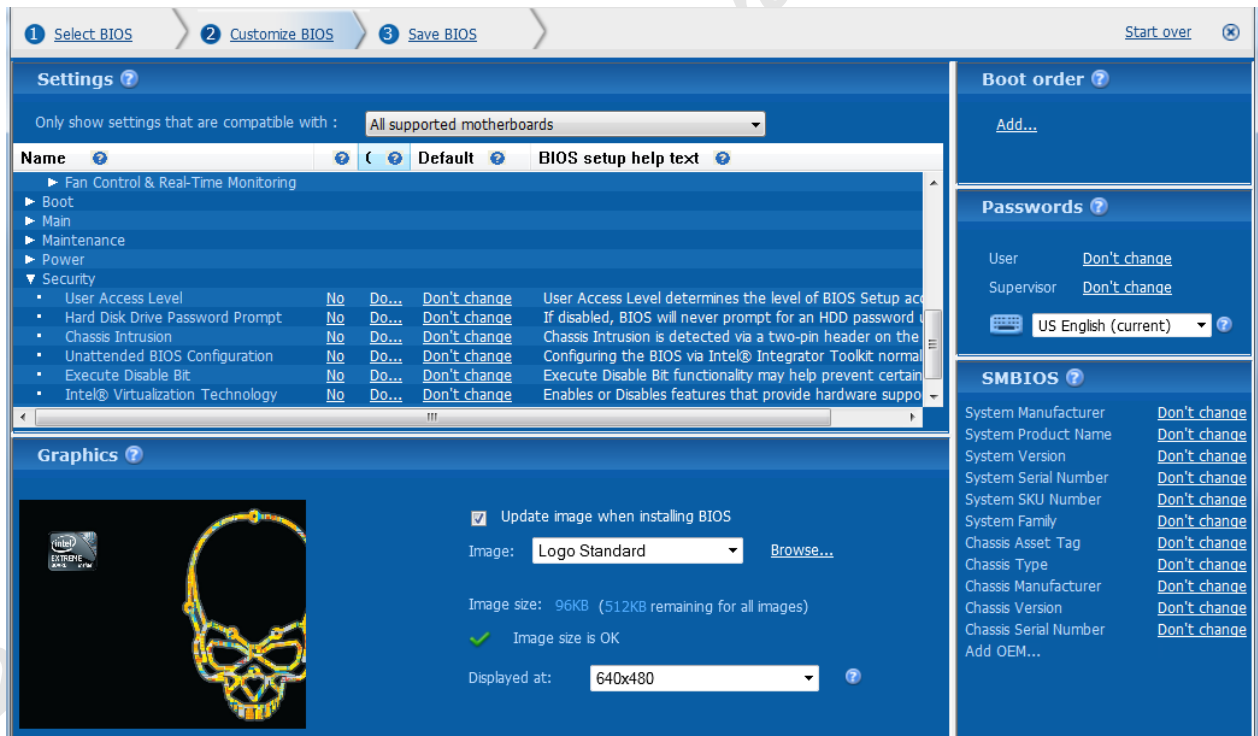 1 Select BIOS 2 Customize BIOS 3 Save BIOS Start over
Settings
Only show settings that are compatible with : All supported motherboards
Name ( Default BIOS setup help text
Fan Control & Real-Time Monitoring
Boot
Main
Maintenance
Power
Security
User Access Level No Do... Don't change User Access Level determines the level of BIOS Setup acc
Hard Disk Drive Password Prompt No Do... Don't change If disabled, BIOS will never prompt for an HDD password u
Chassis Intrusion No Do... Don't change Chassis Intrusion is detected via a two-pin header on the
Unattended BIOS Configuration No Do... Don't change Configuring the BIOS via Intel® Integrator Toolkit normal
Execute Disable Bit No Do... Don't change Execute Disable Bit functionality may help prevent certain
Intel® Virtualization Technology No Do... Don't change Enables or Disables features that provide hardware suppo
Graphics
(intel)
EXTREME
Update image when installing BIOS
Image: Logo Standard Browse...
Image size: 96KB (512KB remaining for all images)
Image size is OK
Displayed at: 640x480
Boot order
Add...
Passwords
User Don't change
Supervisor Don't change
US English (current)
SMBIOS
System Manufacturer Don't change
System Product Name Don't change
System Version Don't change
System Serial Number Don't change
System SKU Number Don't change
System Family Don't change
Chassis Asset Tag Don't change
Chassis Type Don't change
Chassis Manufacturer Don't change
Chassis Version Don't change
Chassis Serial Number Don't change
Add OEM...